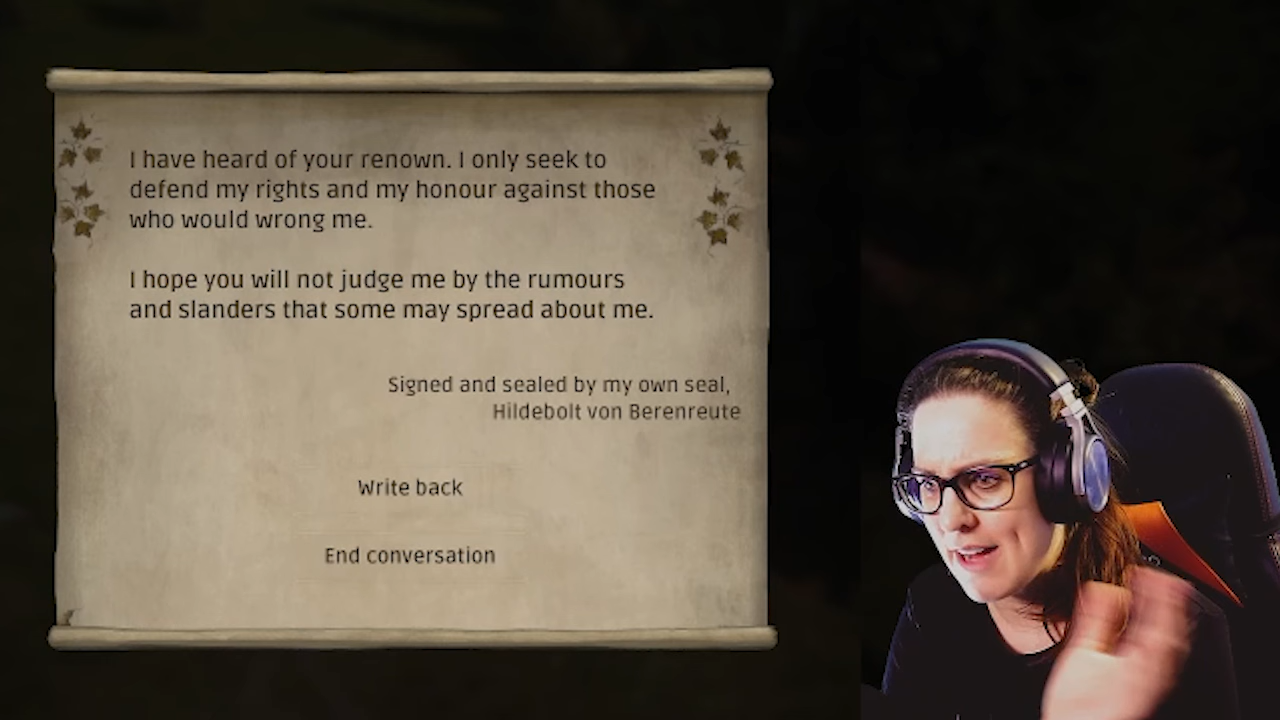 I have heard of your renown. I only seek to
defend my rights and my honour against those
who would wrong me.
I hope you will not judge me by the rumours
and slanders that some may spread about me.
Signed and sealed by my own seal,
Hildebolt von Berenreute
Write back
End conversation